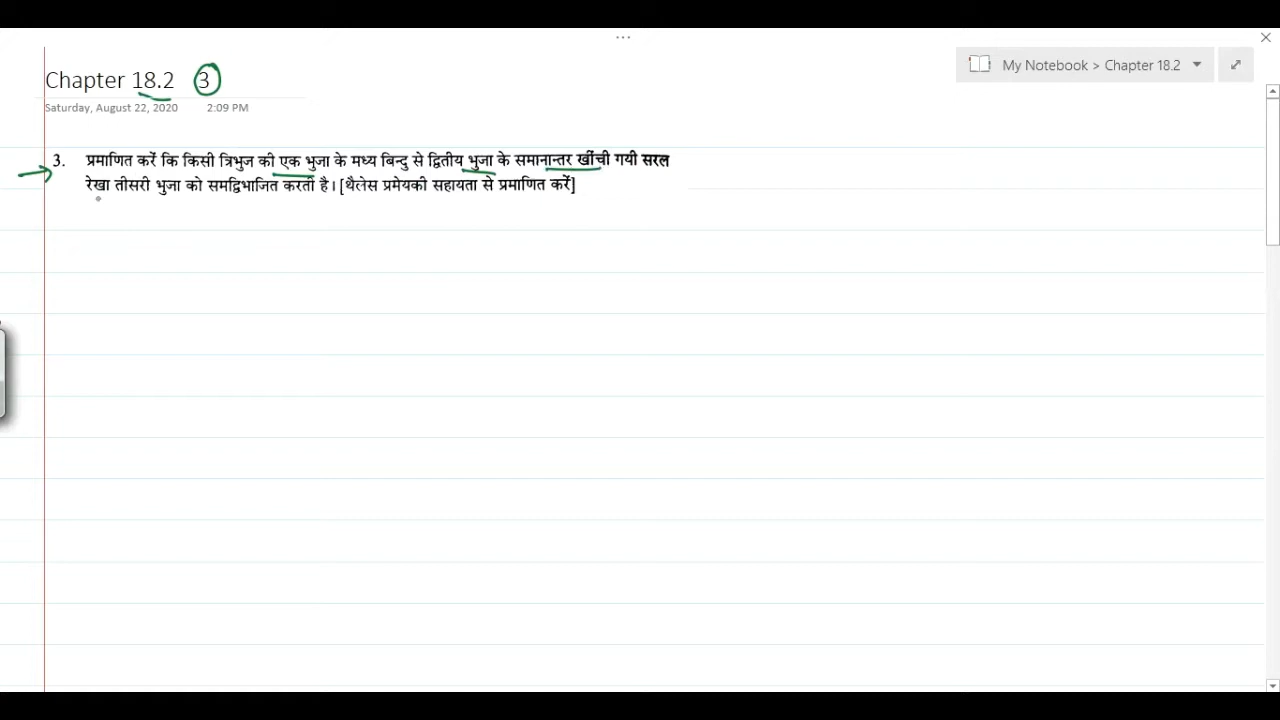 Chapter 18.2 3
Saturday, August 22, 2020 2:09 PM
My Notebook > Chapter 18.2
3. प्रमाणित करें कि किसी त्रिभुज की एक भुजा के मध्य बिन्दु से द्वितीय भुजा के समानान्तर खींची गयी सरल
रेखा तीसरी भुजा को समद्विभाजित करती है। [थैलेस प्रमेयकी सहायता से प्रमाणित करें]